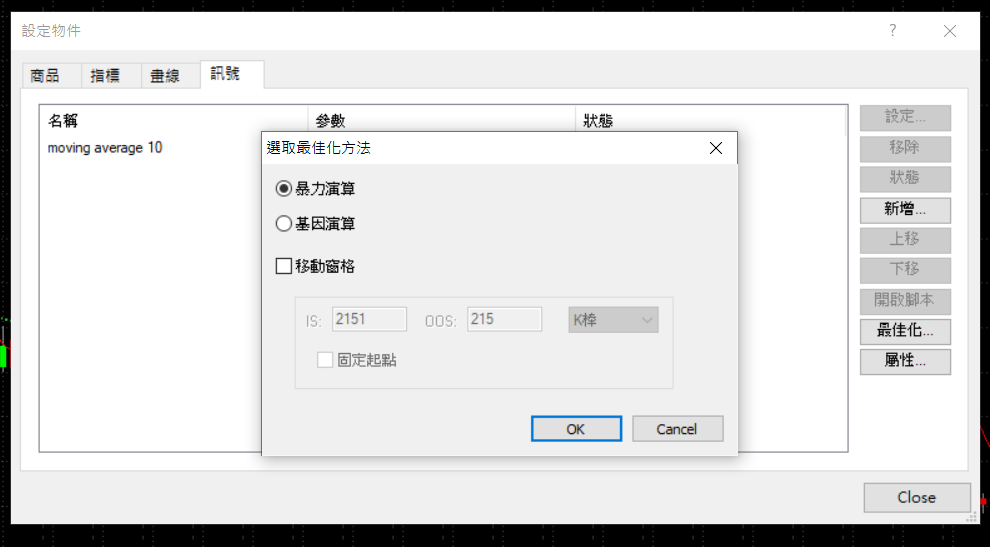 設定物件
?
商品 指標 畫線 訊號
名稱 參數 狀態
moving average 10
設定...
移除
狀態
新增...
上移
下移
開啟腳本
最佳化...
屬性...
選取最佳化方法
暴力演算
基因演算
移動窗格
IS: 2151 OOS: 215 K棒
固定起點
OK Cancel
Close